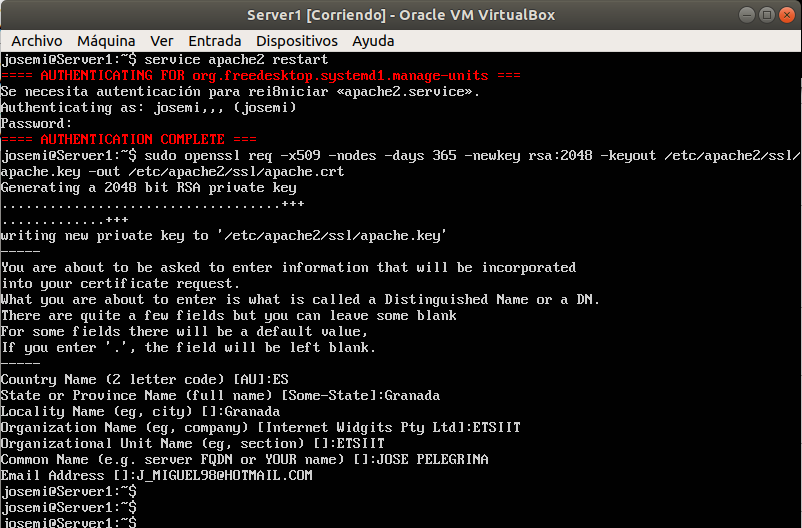 Server1 [Corriendo] - Oracle VM VirtualBox
Archivo Máquina Ver Entrada Dispositivos Ayuda
josemi@Server1:~$ service apache2 restart
==== AUTHENTICATING FOR org.freedesktop.systemd1.manage-units ===
Se necesita autenticación para rei8niciar «apache2.service».
Authenticating as: josemi,,, (josemi)
Password:
==== AUTHENTICATION COMPLETE ===
josemi@Server1:~$ sudo openssl req -x509 -nodes -days 365 -newkey rsa:2048 -keyout /etc/apache2/ssl/
apache.key -out /etc/apache2/ssl/apache.crt
Generating a 2048 bit RSA private key
...................................+++
.............+++
writing new private key to '/etc/apache2/ssl/apache.key'
-----
You are about to be asked to enter information that will be incorporated
into your certificate request.
What you are about to enter is what is called a Distinguished Name or a DN.
There are quite a few fields but you can leave some blank
For some fields there will be a default value,
If you enter '.', the field will be left blank.
-----
Country Name (2 letter code) [AU]:ES
State or Province Name (full name) [Some-State]:Granada
Locality Name (eg, city) []:Granada
Organization Name (eg, company) [Internet Widgits Pty Ltd]:ETSIIT
Organizational Unit Name (eg, section) []:ETSIIT
Common Name (e.g. server FQDN or YOUR name) []:JOSE PELEGRINA
Email Address []:J_MIGUEL98@HOTMAIL.COM
josemi@Server1:~$
josemi@Server1:~$
josemi@Server1:~$